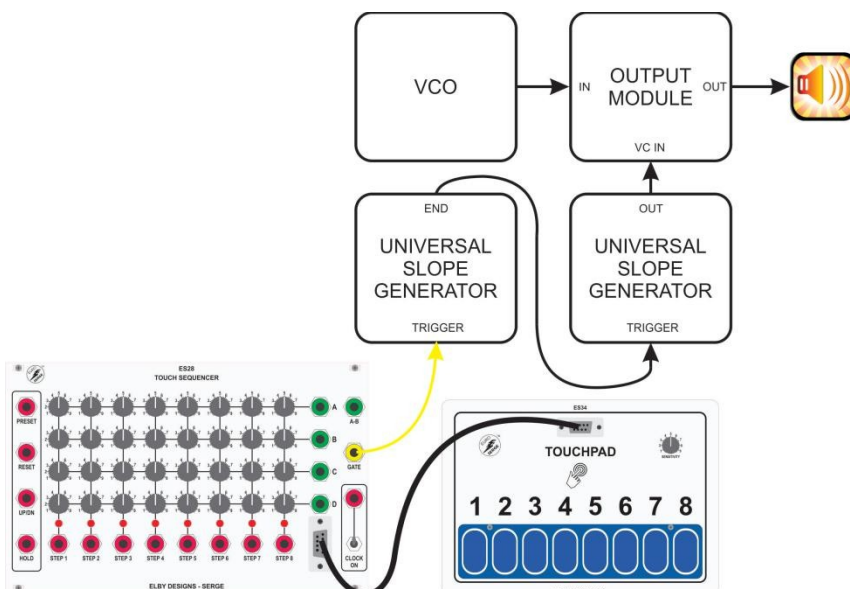 VCO
IN
OUTPUT
MODULE
OUT
VC IN
END
UNIVERSAL
SLOPE
GENERATOR
TRIGGER
OUT
UNIVERSAL
SLOPE
GENERATOR
TRIGGER
ES28
TOUCH SEQUENCER
PRESET
RESET
UP/DN
HOLD
A
B
C
D
A-B
GATE
CLOCK
ON
STEP 1 STEP 2 STEP 3 STEP 4 STEP 5 STEP 6 STEP 7 STEP 8
ELBY DESIGNS - SERGE
ES34
TOUCHPAD
SENSITIVITY
1 2 3 4 5 6 7 8